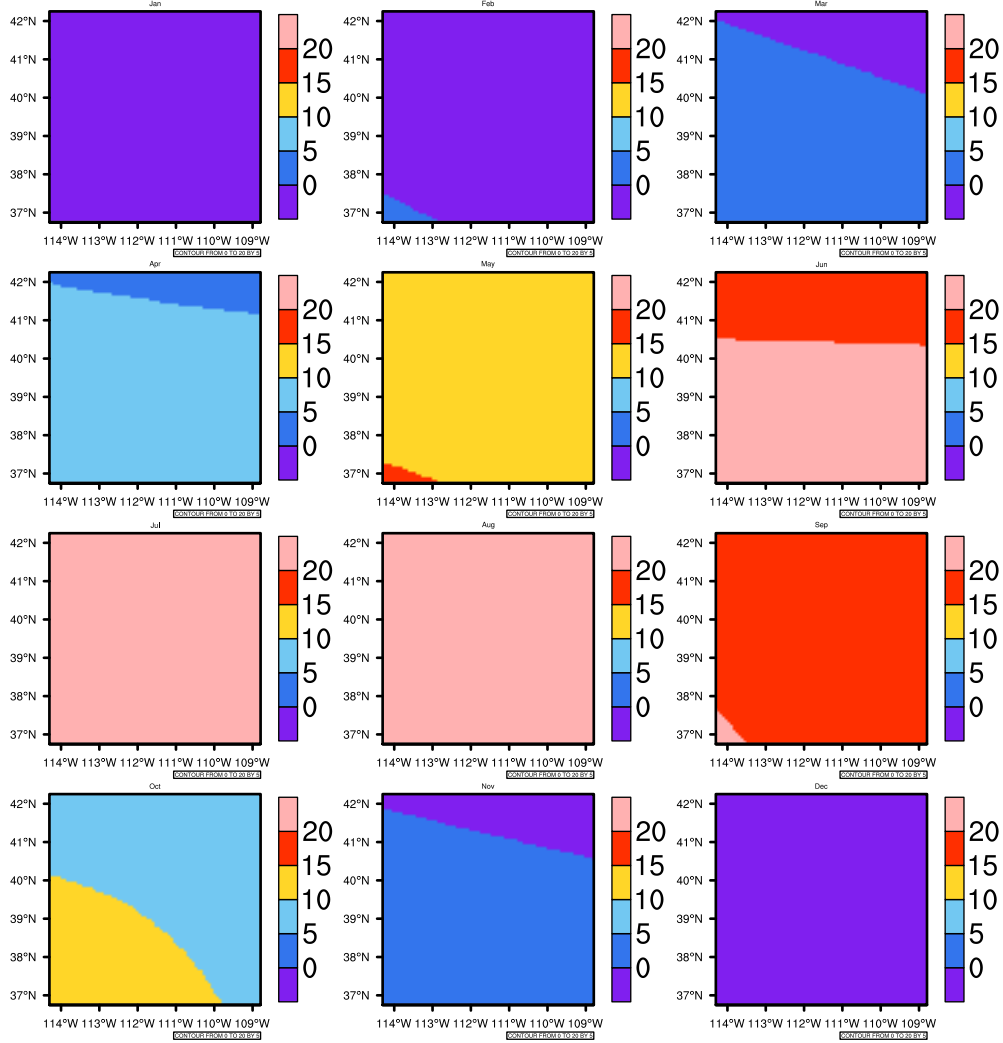 Jan Feb Mar
42°N 42°N 42°N
20 20 20
41°N 41°N 41°N
15 15 15
40°N 40°N 40°N
10 10 10
39°N 39°N 39°N
5 5 5
38°N 38°N 38°N
0 0 0
37°N 37°N 37°N
114°W 113°W 112°W 111°W 110°W 109°W 114°W 113°W 112°W 111°W 110°W 109°W 114°W 113°W 112°W 111°W 110°W 109°W
CONTOUR FROM 0 TO 20 BY 5 CONTOUR FROM 0 TO 20 BY 5 CONTOUR FROM 0 TO 20 BY 5
Apr May Jun
42°N 42°N 42°N
20 20 20
41°N 41°N 41°N
15 15 15
40°N 40°N 40°N
10 10 10
39°N 39°N 39°N
5 5 5
38°N 38°N 38°N
0 0 0
37°N 37°N 37°N
114°W 113°W 112°W 111°W 110°W 109°W 114°W 113°W 112°W 111°W 110°W 109°W 114°W 113°W 112°W 111°W 110°W 109°W
CONTOUR FROM 0 TO 20 BY 5 CONTOUR FROM 0 TO 20 BY 5 CONTOUR FROM 0 TO 20 BY 5
Jul Aug Sep
42°N 42°N 42°N
20 20 20
41°N 41°N 41°N
15 15 15
40°N 40°N 40°N
10 10 10
39°N 39°N 39°N
5 5 5
38°N 38°N 38°N
0 0 0
37°N 37°N 37°N
114°W 113°W 112°W 111°W 110°W 109°W 114°W 113°W 112°W 111°W 110°W 109°W 114°W 113°W 112°W 111°W 110°W 109°W
CONTOUR FROM 0 TO 20 BY 5 CONTOUR FROM 0 TO 20 BY 5 CONTOUR FROM 0 TO 20 BY 5
Oct Nov Dec
42°N 42°N 42°N
20 20 20
41°N 41°N 41°N
15 15 15
40°N 40°N 40°N
10 10 10
39°N 39°N 39°N
5 5 5
38°N 38°N 38°N
0 0 0
37°N 37°N 37°N
114°W 113°W 112°W 111°W 110°W 109°W 114°W 113°W 112°W 111°W 110°W 109°W 114°W 113°W 112°W 111°W 110°W 109°W
CONTOUR FROM 0 TO 20 BY 5 CONTOUR FROM 0 TO 20 BY 5 CONTOUR FROM 0 TO 20 BY 5